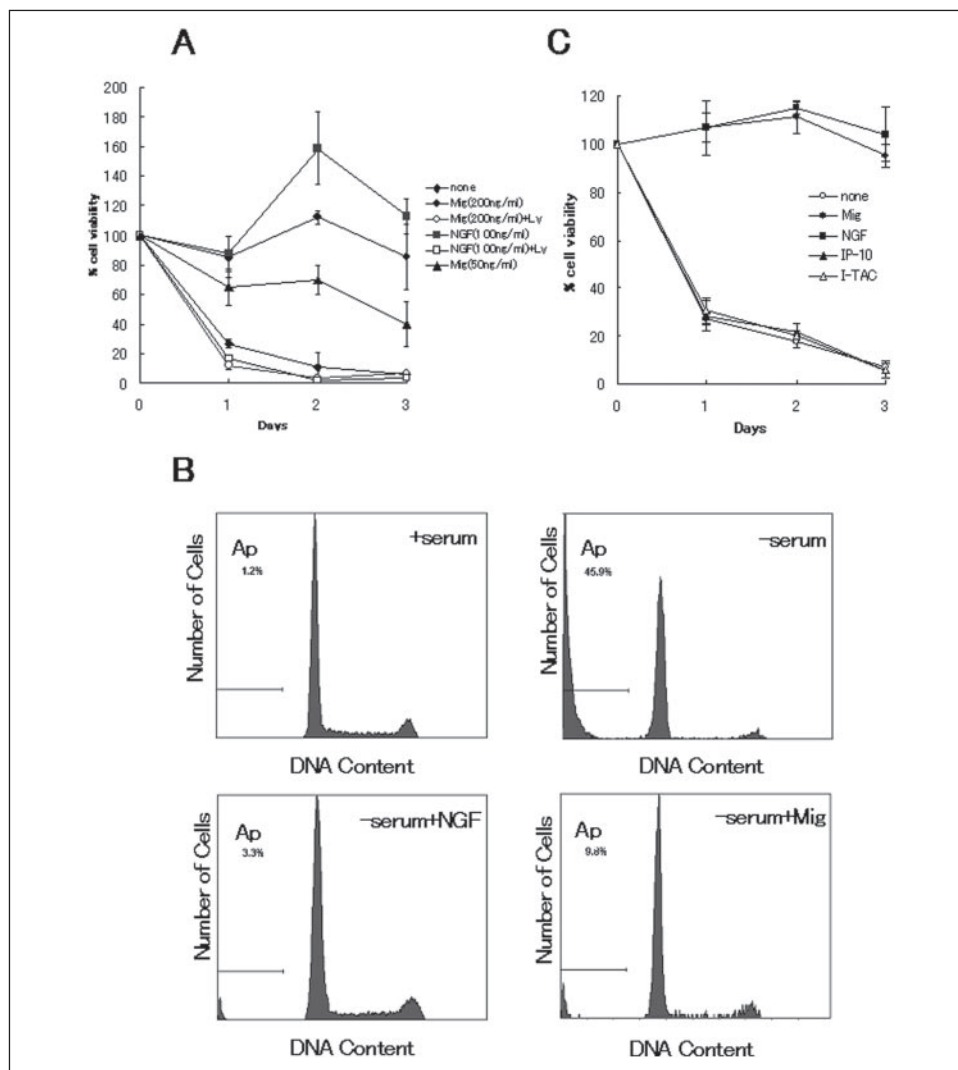 A
200
180
160
140
120
100
80
60
40
20
0
% cell viability
0 1 2 3
Days
none
Mig(200ng/ml)
Mig(200ng/ml)+Ly
NGF(100ng/ml)
NGF(100ng/ml)+Ly
Mig(50ng/ml)
C
120
100
80
60
40
20
0
% cell viability
0 1 2 3
Days
none
Mig
NGF
IP-10
I-TAC
B
Number of Cells
Ap
1.2%
+serum
DNA Content
Number of Cells
Ap
45.9%
−serum
DNA Content
Number of Cells
Ap
3.3%
−serum+NGF
DNA Content
Number of Cells
Ap
9.8%
−serum+Mig
DNA Content